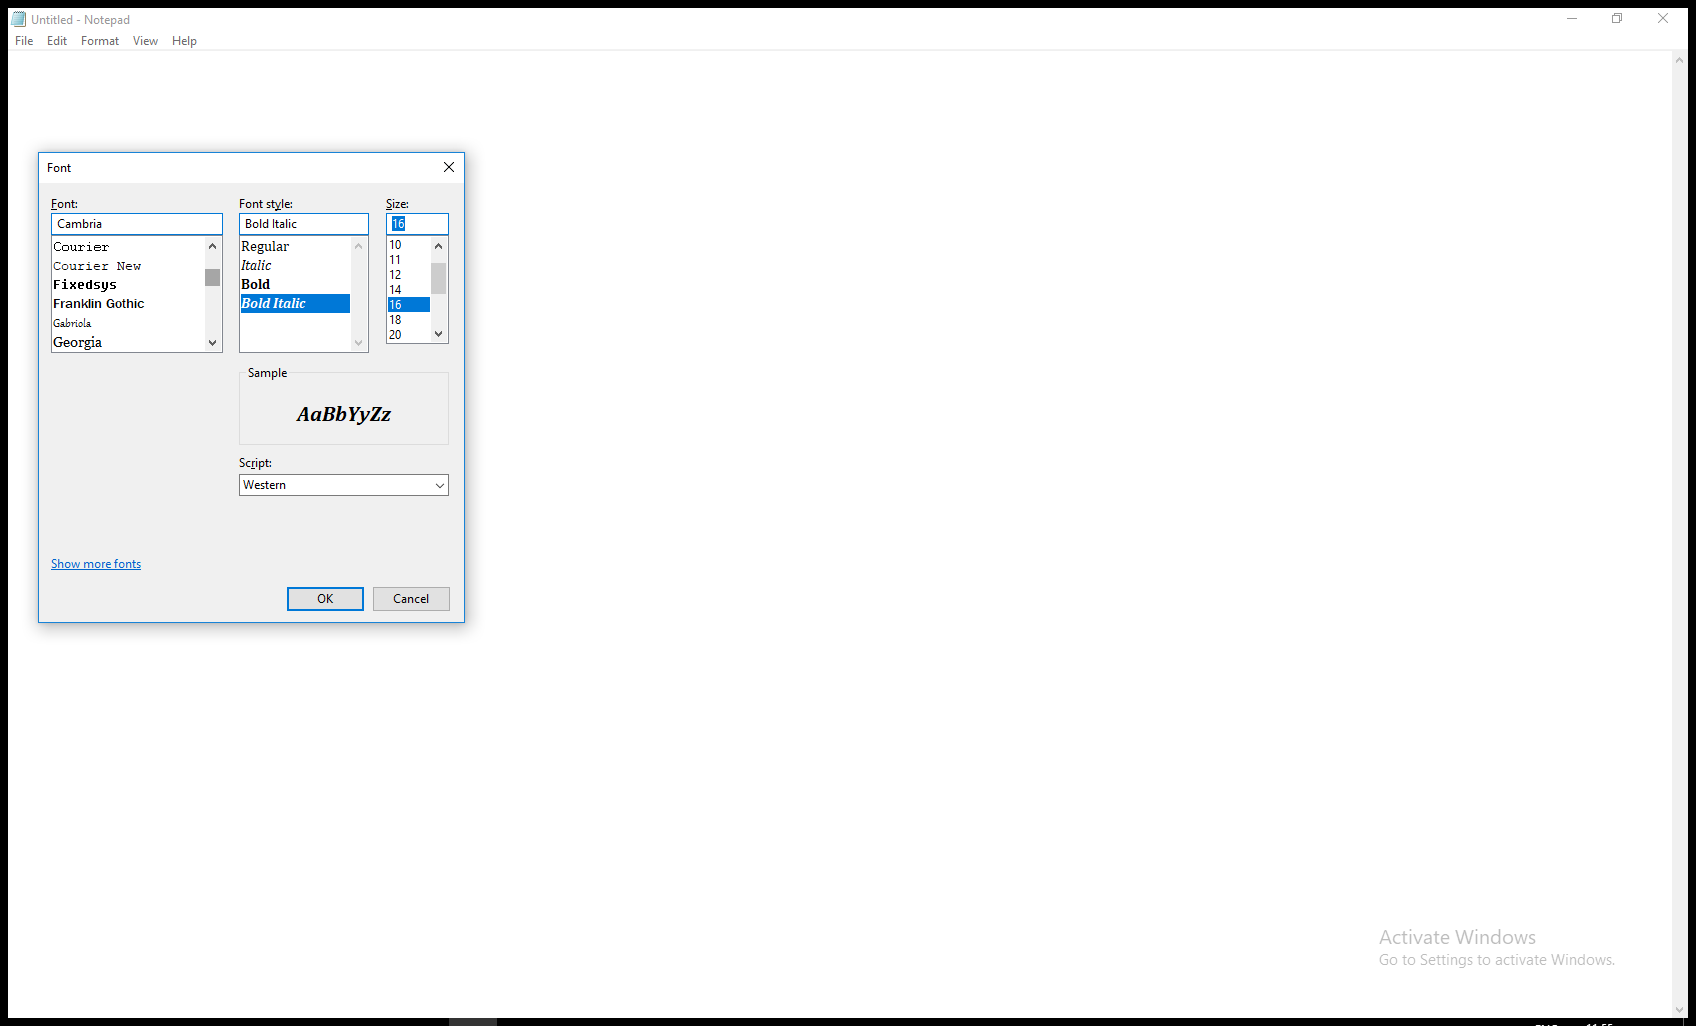 Untitled - Notepad
File Edit Format View Help
Font
Font: Font style: Size:
Cambria Bold Italic 16
Courier
Courier New
Fixedsys
Franklin Gothic
Gabriola
Georgia
Regular
Italic
Bold
Bold Italic
10
11
12
14
16
18
20
Sample
AaBbYyZz
Script:
Western
Show more fonts
OK Cancel
Activate Windows
Go to Settings to activate Windows.